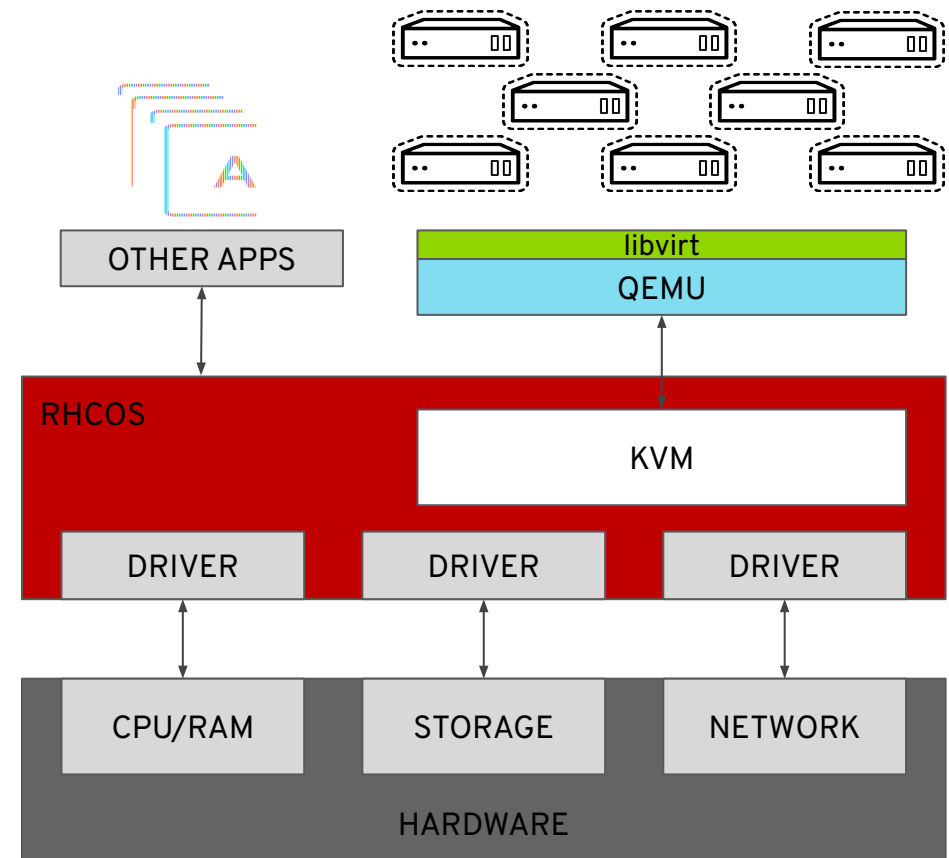 A
OTHER APPS
libvirt
QEMU
RHCOS
KVM
DRIVER
DRIVER
DRIVER
CPU/RAM
STORAGE
NETWORK
HARDWARE